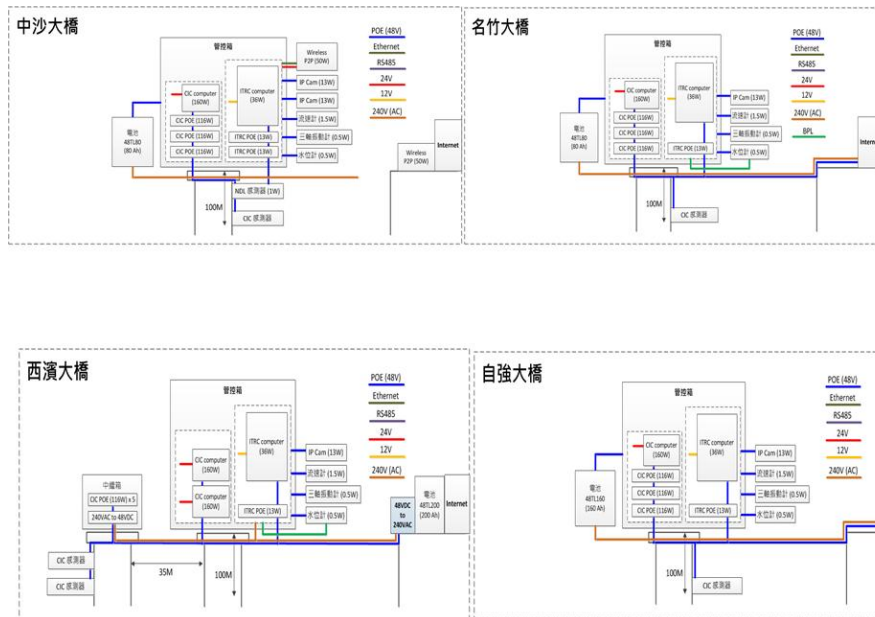 中沙大橋
管控箱
CIC computer
(160W)
CIC POE (116W)
CIC POE (116W)
CIC POE (116W)
ITRC computer
(36W)
ITRC POE (13W)
ITRC POE (13W)
Wireless
P2P (50W)
IP Cam (13W)
IP Cam (13W)
流速計 (1.5W)
三軸振動計 (0.5W)
水位計 (0.5W)
電池
48TL80
(80 Ah)
NDL 感測器 (1W)
100M
CIC 感測器
POE (48V)
Ethernet
RS485
24V
12V
240V (AC)
Wireless
P2P (50W)
Internet
名竹大橋
管控箱
CIC computer
(160W)
CIC POE (116W)
CIC POE (116W)
CIC POE (116W)
ITRC computer
(36W)
ITRC POE (13W)
IP Cam (13W)
流速計 (1.5W)
三軸振動計 (0.5W)
水位計 (0.5W)
電池
48TL80
(80 Ah)
100M
CIC 感測器
POE (48V)
Ethernet
RS485
24V
12V
240V (AC)
BPL
Internet
西濱大橋
管控箱
CIC computer
(160W)
CIC computer
(160W)
ITRC computer
(36W)
ITRC POE (13W)
IP Cam (13W)
流速計 (1.5W)
三軸振動計 (0.5W)
水位計 (0.5W)
中繼箱
CIC POE (116W) x 5
240VAC to 48VDC
CIC 感測器
CIC 感測器
35M
100M
POE (48V)
Ethernet
RS485
24V
12V
240V (AC)
48VDC
to
240VAC
電池
48TL200
(200 Ah)
Internet
自強大橋
管控箱
CIC computer
(160W)
CIC POE (116W)
CIC POE (116W)
CIC POE (116W)
ITRC computer
(36W)
ITRC POE (13W)
IP Cam (13W)
流速計 (1.5W)
三軸振動計 (0.5W)
水位計 (0.5W)
電池
48TL160
(160 Ah)
100M
CIC 感測器
POE (48V)
Ethernet
RS485
24V
12V
240V (AC)